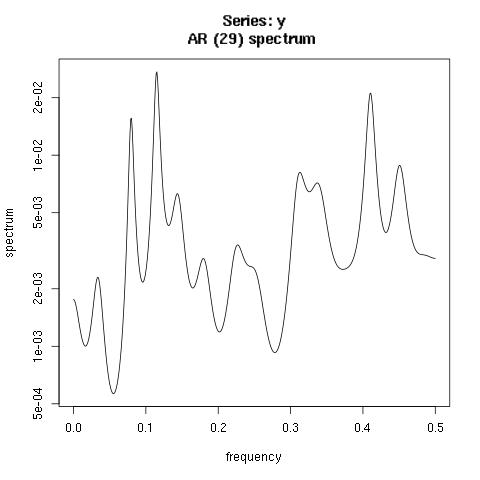 Series: y
AR (29) spectrum
spectrum
2e-02
1e-02
5e-03
2e-03
1e-03
5e-04
0.0 0.1 0.2 0.3 0.4 0.5
frequency